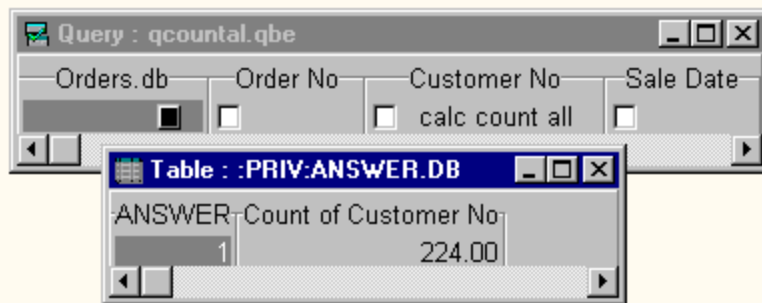 Query : qcountal.qbe
Orders.db Order No Customer No Sale Date
calc count all
Table : :PRIV:ANSWER.DB
ANSWER Count of Customer No
1 224.00